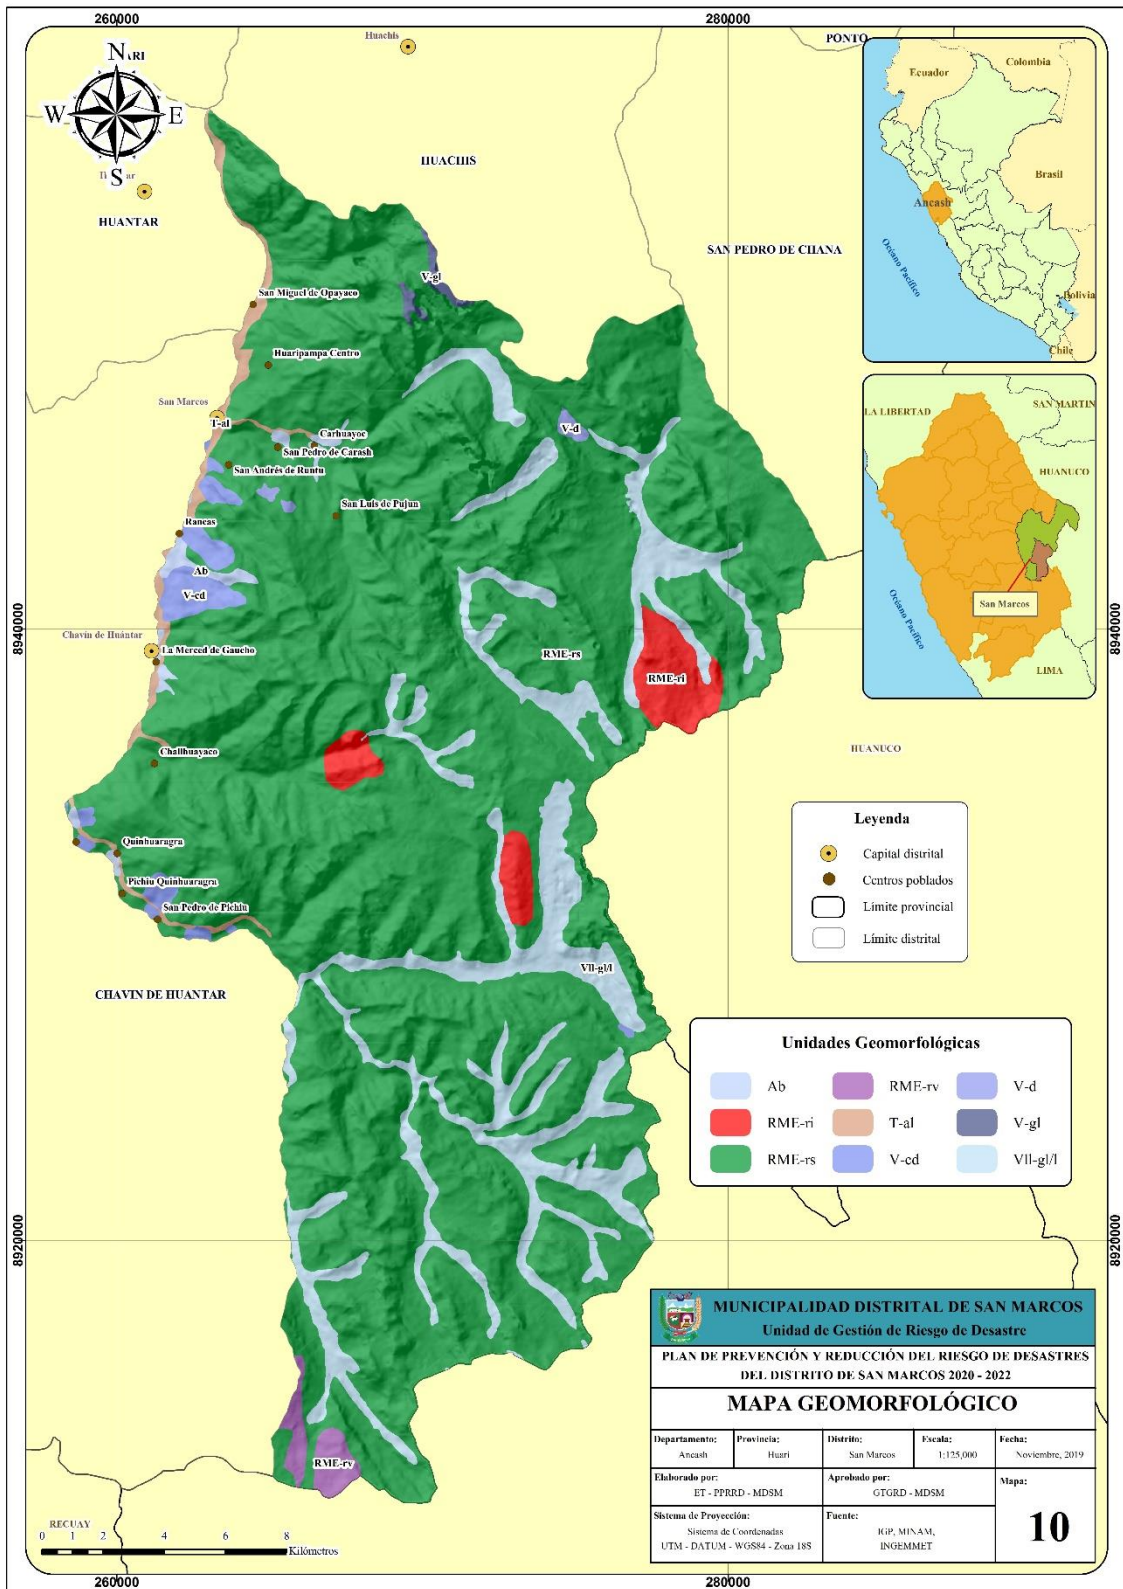 260000
280000
Huachis
PONTO
N
ARI
W
E
S
HUACHIS
HUANTAR
SAN PEDRO DE CHANA
V-gl
San Miguel de Opayaco
Huaripampa Centro
San Marcos
T-al
Carhuayoc
San Pedro de Carash
San Andrés de Runtu
V-d
San Luis de Pujun
Rancas
Ab
V-cd
Chavín de Huántar
La Merced de Gaucho
RME-rs
RME-ri
Challhuayaco
HUANUCO
Quinhuaragra
Pichiu Quinhuaragra
San Pedro de Pichiu
Vll-gl/l
CHAVIN DE HUANTAR
RME-rv
RECUAY
0 1 2 4 6 8
Kilómetros
8940000
8940000
8920000
8920000
260000
280000
Ecuador
Colombia
Brasil
Ancash
Océano Pacífico
Bolivia
Chile
LA LIBERTAD
SAN MARTIN
HUANUCO
Océano Pacífico
San Marcos
LIMA
Leyenda
Capital distrital
Centros poblados
Límite provincial
Límite distrital
Unidades Geomorfológicas
Ab RME-rv V-d
RME-ri T-al V-gl
RME-rs V-cd Vll-gl/l
MUNICIPALIDAD DISTRITAL DE SAN MARCOS
Unidad de Gestión de Riesgo de Desastre
PLAN DE PREVENCIÓN Y REDUCCIÓN DEL RIESGO DE DESASTRES
DEL DISTRITO DE SAN MARCOS 2020 - 2022
MAPA GEOMORFOLÓGICO
Departamento: Provincia: Distrito: Escala: Fecha:
Ancash Huari San Marcos 1:125,000 Noviembre, 2019
Elaborado por: Aprobado por: Mapa:
ET - PPRRD - MDSM GTGRD - MDSM
10
Sistema de Proyección: Fuente:
Sistema de Coordenadas IGP, MINAM,
UTM - DATUM - WGS84 - Zona 18S INGEMMET